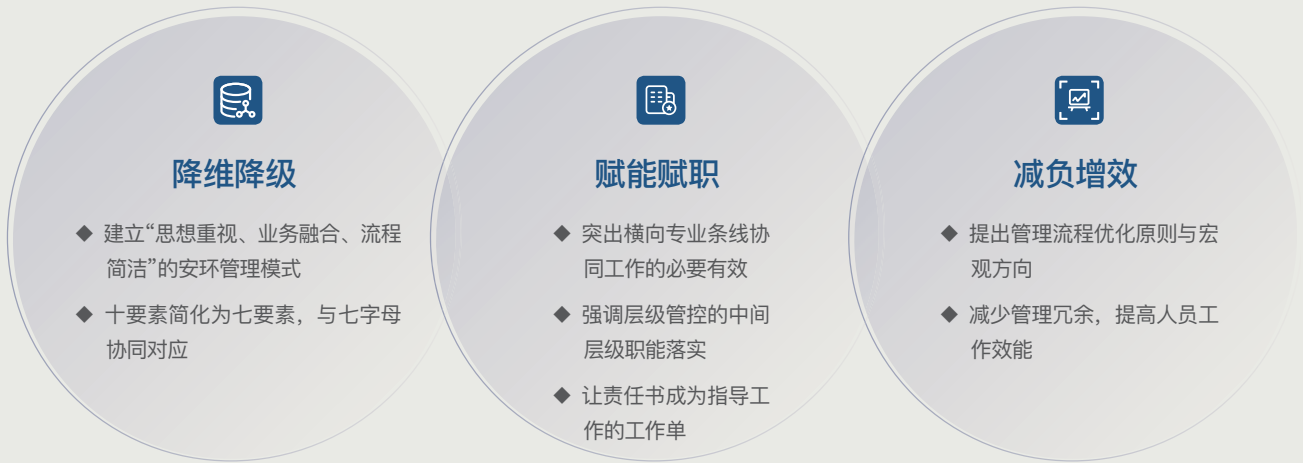 降维降级
◆ 建立“思想重视、业务融合、流程
简洁”的安环管理模式
◆ 十要素简化为七要素，与七字母
协同对应
赋能赋职
◆ 突出横向专业条线协
同工作的必要有效
◆ 强调层级管控的中间
层级职能落实
◆ 让责任书成为指导工
作的工作单
减负增效
◆ 提出管理流程优化原则与宏
观方向
◆ 减少管理冗余，提高人员工
作效能